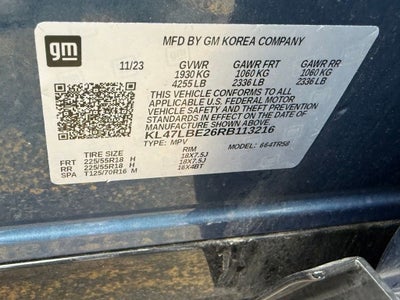 gm
MFD BY GM KOREA COMPANY
11/23 GVWR GAWR FRT GAWR RR
1930 KG 1060 KG 1060 KG
4255 LB 2336 LB 2336 LB
THIS VEHICLE CONFORMS TO ALL
APPLICABLE U.S. FEDERAL MOTOR
VEHICLE SAFETY AND THEFT PREVENTION
STANDARDS IN EFFECT ON THE DATE OF
MANUFACTURE SHOWN ABOVE.
KL47LBE26RB113216
TYPE: MPV MODEL: 664TR58
TIRE SIZE RIM
FRT 225/55R18 H 18X7.5J
RR 225/55R18 H 18X7.5J
SPA T125/70R16 M 16X4BT